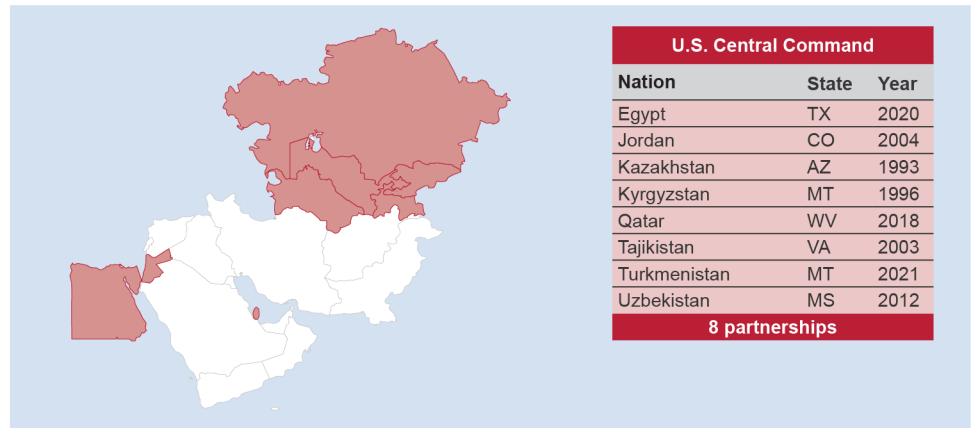 U.S. Central Command
Nation State Year
Egypt TX 2020
Jordan CO 2004
Kazakhstan AZ 1993
Kyrgyzstan MT 1996
Qatar WV 2018
Tajikistan VA 2003
Turkmenistan MT 2021
Uzbekistan MS 2012
8 partnerships